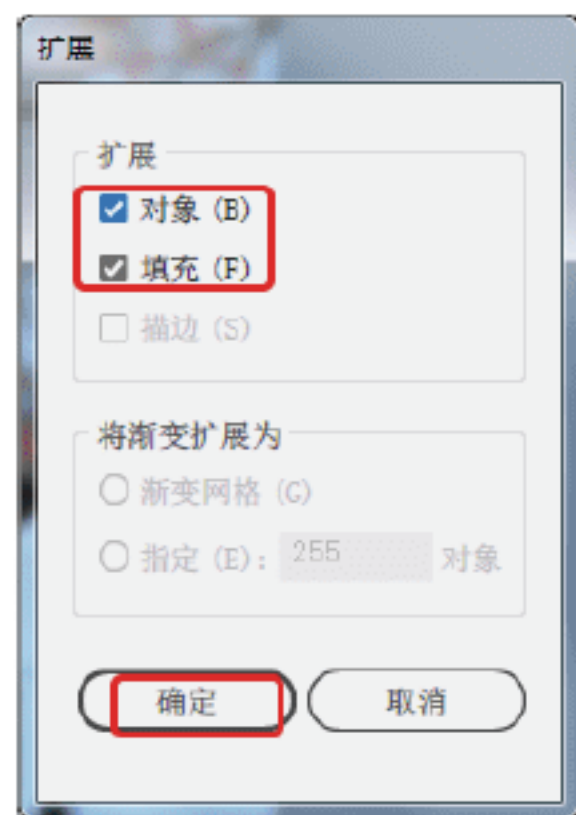 扩展
扩展
对象 (B)
填充 (F)
描边 (S)
将渐变扩展为
渐变网格 (G)
指定 (E): 255 对象
确定 取消